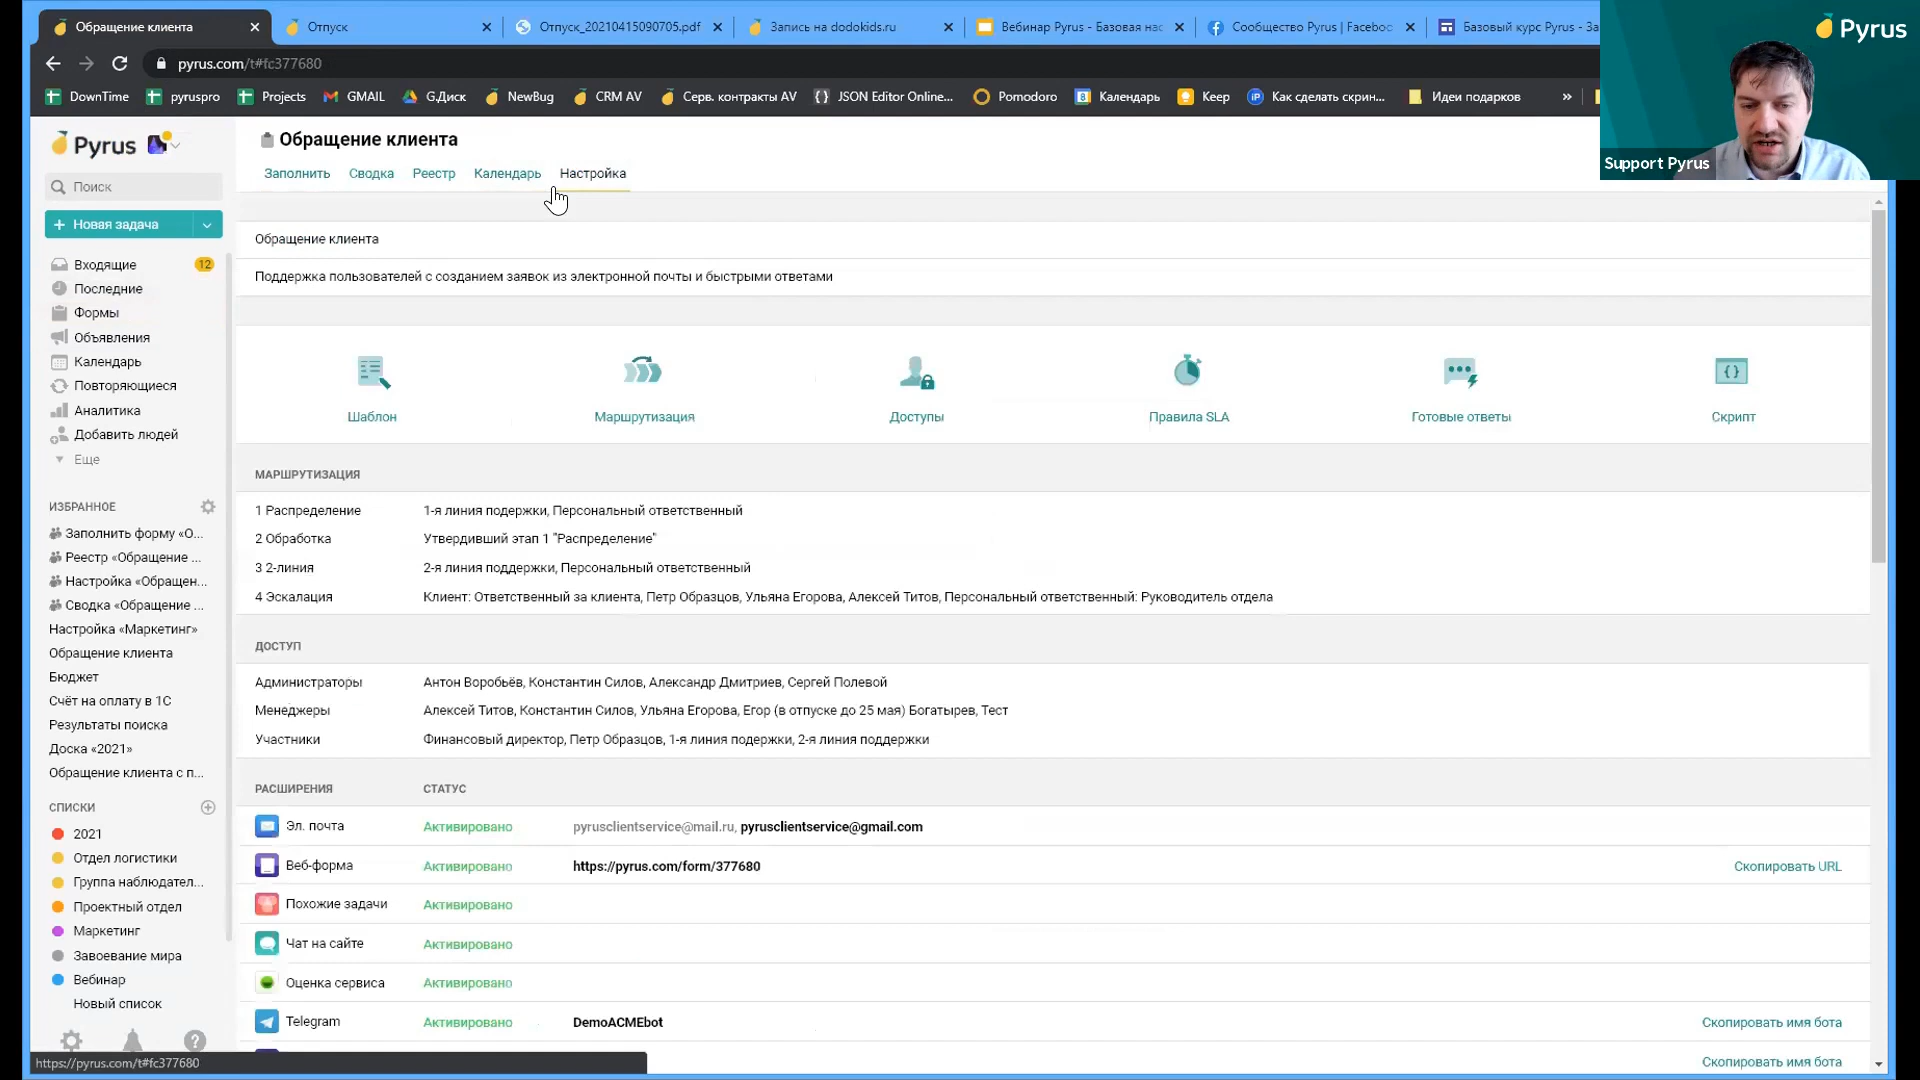 Обращение клиента
Отпуск
Отпуск_20210415090705.pdf
Запись на dodokids.ru
Вебинар Pyrus - Базовая нас
Сообщество Pyrus | Faceboo
Базовый курс Pyrus - За
Pyrus
pyrus.com/t#fc377680
DownTime
pyruspro
Projects
GMAIL
G.Диск
NewBug
CRM AV
Серв. контракты AV
JSON Editor Online...
Pomodoro
Календарь
Keep
Как сделать скрин...
Идеи подарков
»
Support Pyrus
Pyrus
Поиск
+ Новая задача
Входящие 12
Последние
Формы
Объявления
Календарь
Повторяющиеся
Аналитика
Добавить людей
Еще
ИЗБРАННОЕ
Заполнить форму «О...
Реестр «Обращение ...
Настройка «Обращен...
Сводка «Обращение ...
Настройка «Маркетинг»
Обращение клиента
Бюджет
Счёт на оплату в 1С
Результаты поиска
Доска «2021»
Обращение клиента с п...
СПИСКИ
2021
Отдел логистики
Группа наблюдател...
Проектный отдел
Маркетинг
Завоевание мира
Вебинар
Новый список
https://pyrus.com/t#fc377680
Обращение клиента
Заполнить Сводка Реестр Календарь Настройка
Обращение клиента
Поддержка пользователей с созданием заявок из электронной почты и быстрыми ответами
Шаблон
Маршрутизация
Доступы
Правила SLA
Готовые ответы
Скрипт
МАРШРУТИЗАЦИЯ
1 Распределение 1-я линия подержки, Персональный ответственный
2 Обработка Утвердивший этап 1 "Распределение"
3 2-линия 2-я линия поддержки, Персональный ответственный
4 Эскалация Клиент: Ответственный за клиента, Петр Образцов, Ульяна Егорова, Алексей Титов, Персональный ответственный: Руководитель отдела
ДОСТУП
Администраторы Антон Воробьёв, Константин Силов, Александр Дмитриев, Сергей Полевой
Менеджеры Алексей Титов, Константин Силов, Ульяна Егорова, Егор (в отпуске до 25 мая) Богатырев, Тест
Участники Финансовый директор, Петр Образцов, 1-я линия подержки, 2-я линия поддержки
РАСШИРЕНИЯ СТАТУС
Эл. почта Активировано pyrusclientservice@mail.ru, pyrusclientservice@gmail.com
Веб-форма Активировано https://pyrus.com/form/377680 Скопировать URL
Похожие задачи Активировано
Чат на сайте Активировано
Оценка сервиса Активировано
Telegram Активировано DemoACMEbot Скопировать имя бота
Скопировать имя бота